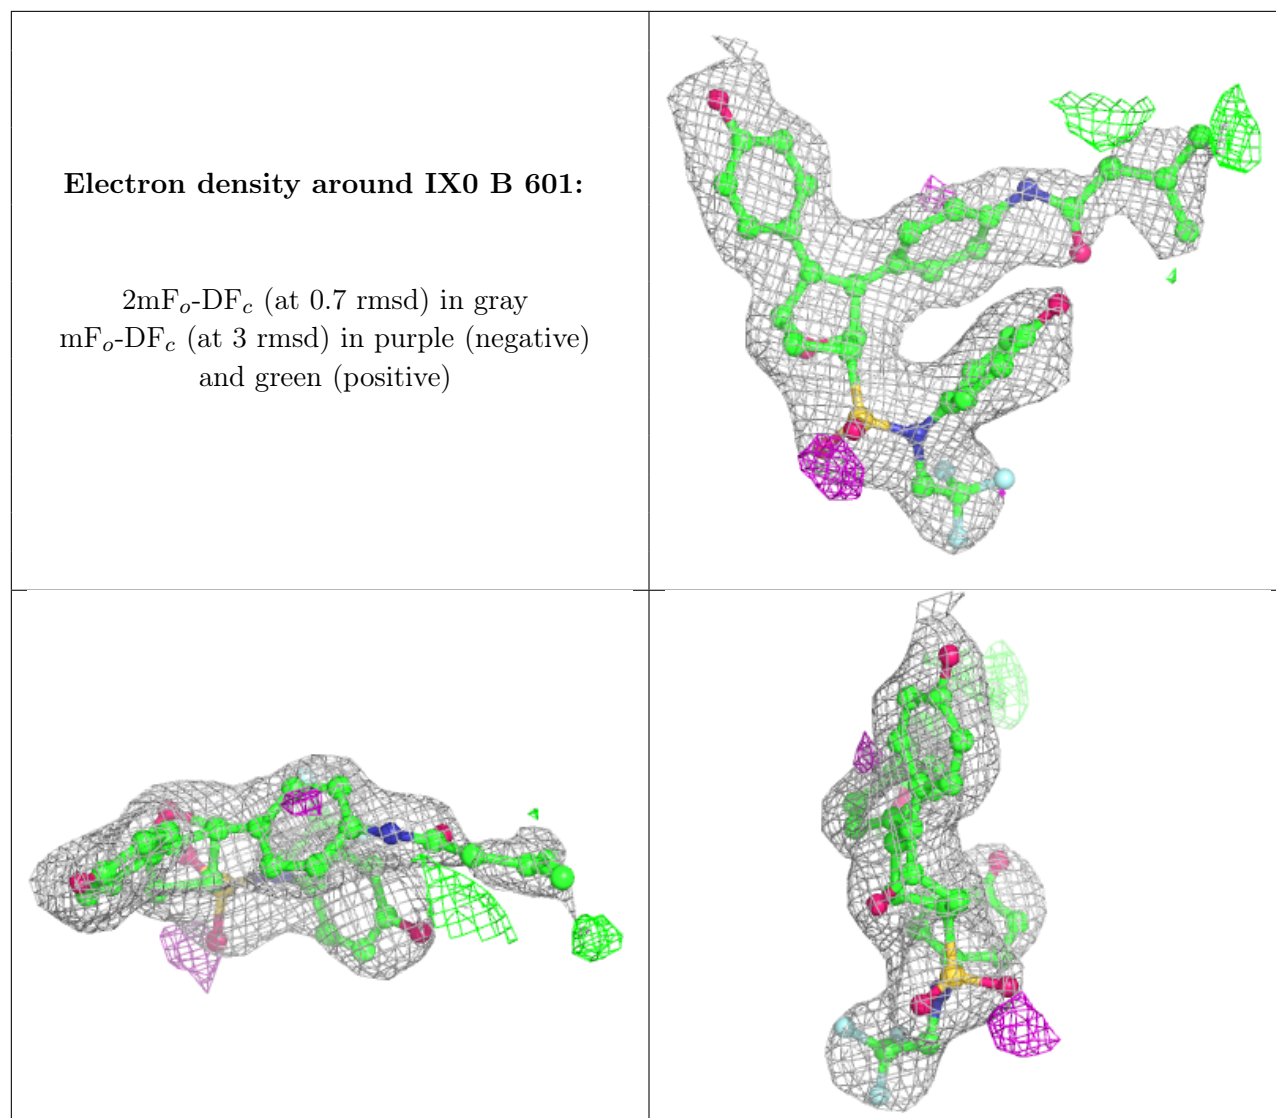 Electron density around IX0 B 601:
2mFo-DFc (at 0.7 rmsd) in gray
mFo-DFc (at 3 rmsd) in purple (negative)
and green (positive)